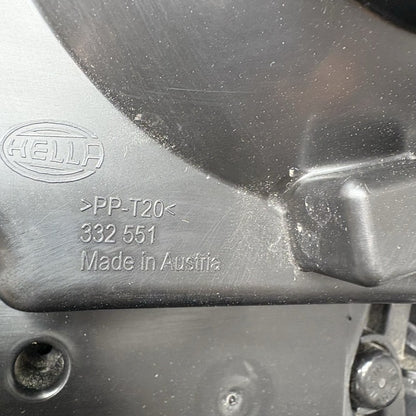 HELLA
>PP-T20<
332 551
Made in Austria